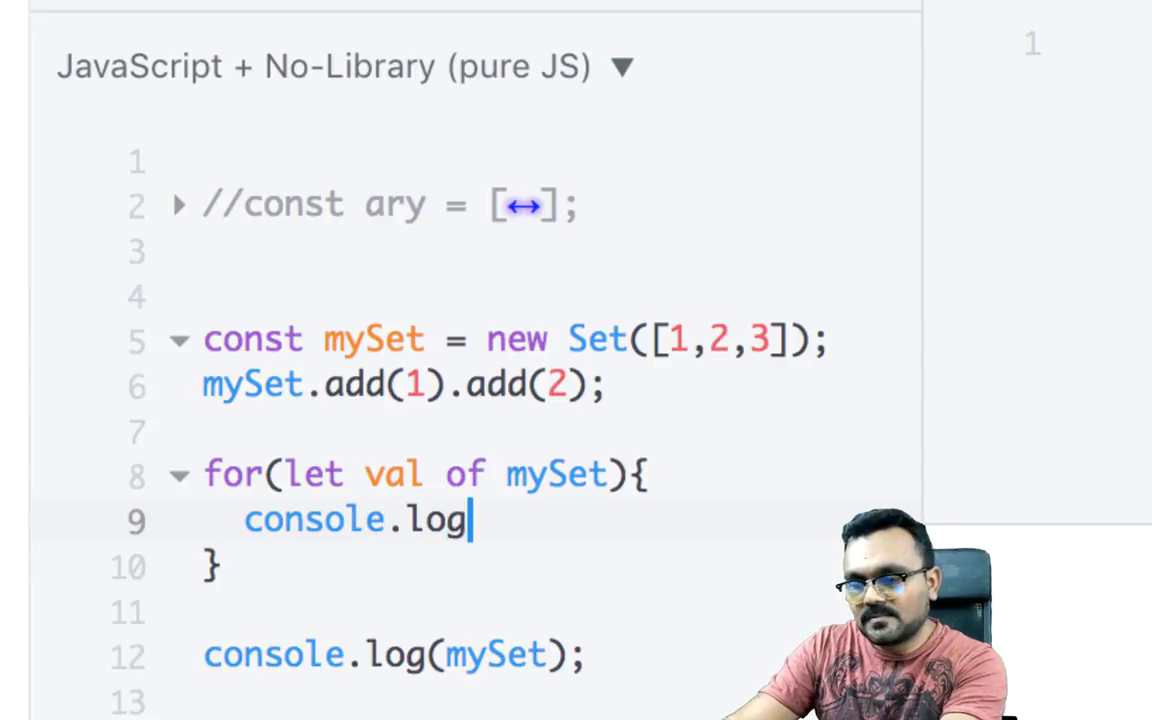 JavaScript + No-Library (pure JS) ▼
1
1
2 //const ary = [↔];
3
4
5 const mySet = new Set([1,2,3]);
6 mySet.add(1).add(2);
7
8 for(let val of mySet){
9 console.log
10 }
11
12 console.log(mySet);
13